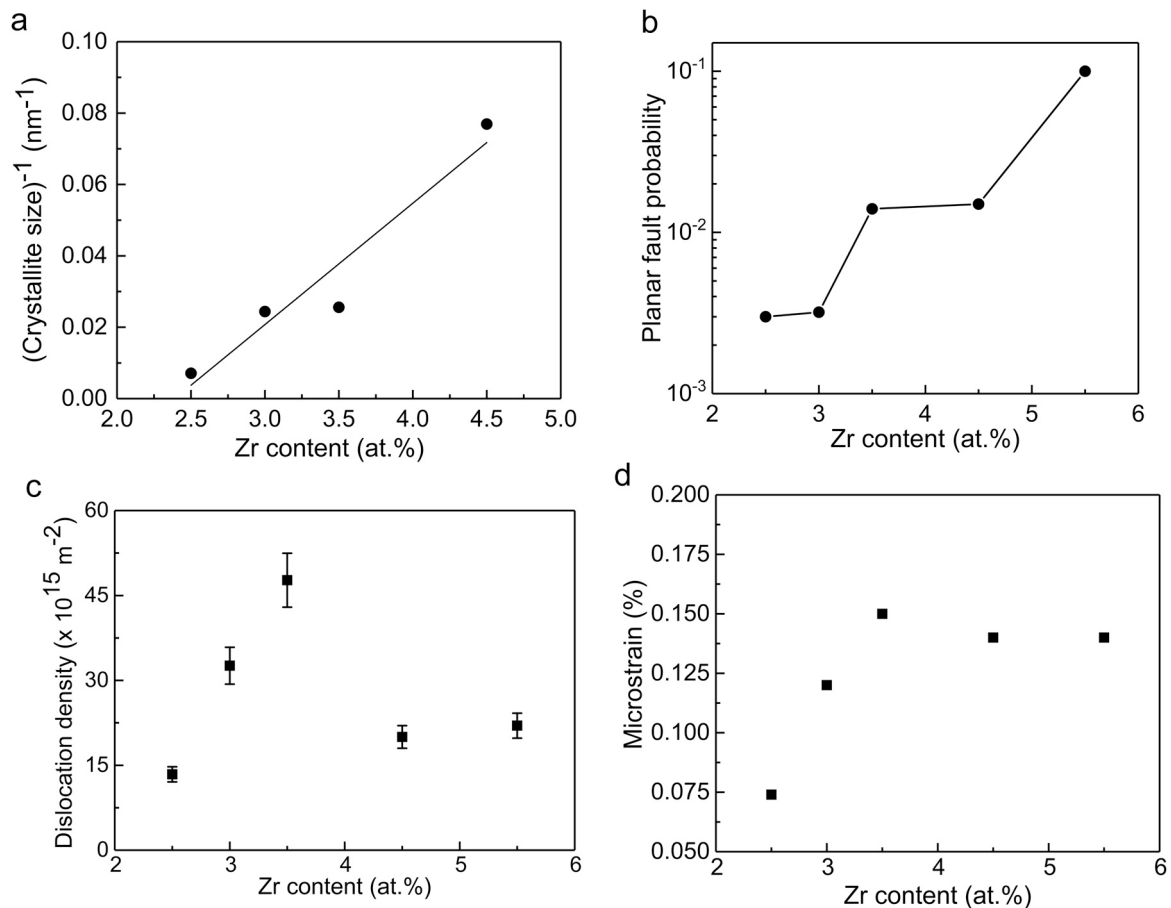 a
0.10
0.08
0.06
0.04
0.02
0.00
2.0 2.5 3.0 3.5 4.0 4.5 5.0
(Crystallite size)⁻¹ (nm⁻¹)
Zr content (at.%)
b
10⁻¹
10⁻²
10⁻³
2 3 4 5 6
Planar fault probability
Zr content (at.%)
c
60
45
30
15
0
2 3 4 5 6
Dislocation density (x 10¹⁵ m⁻²)
Zr content (at.%)
d
0.200
0.175
0.150
0.125
0.100
0.075
0.050
2 3 4 5 6
Microstrain (%)
Zr content (at.%)